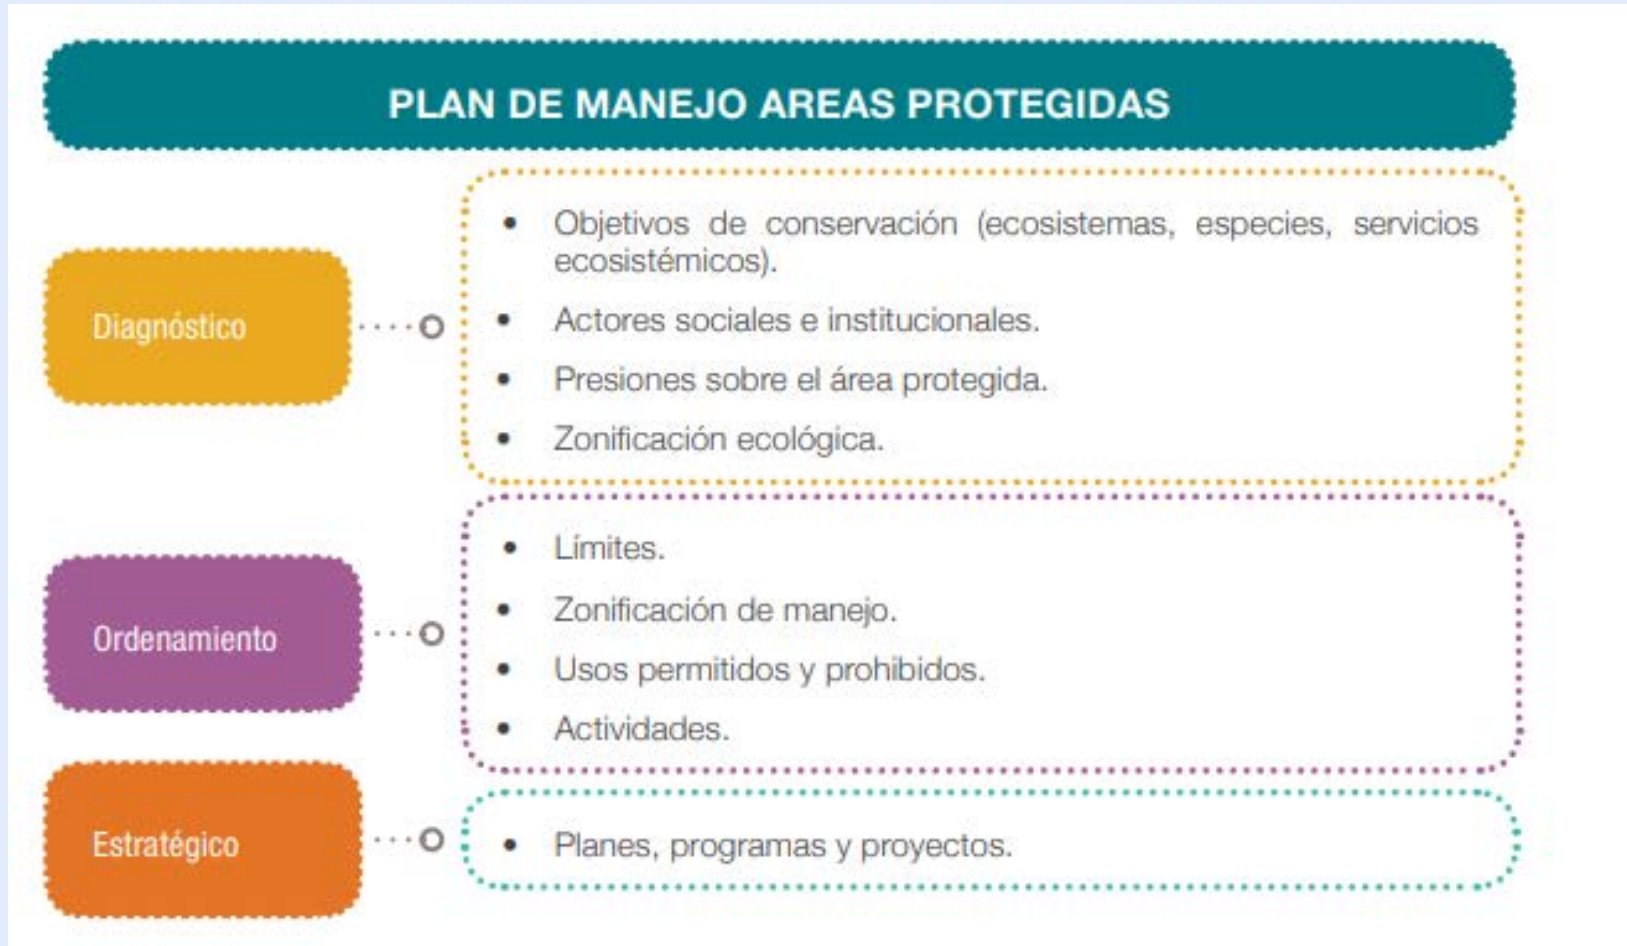 PLAN DE MANEJO AREAS PROTEGIDAS
Diagnóstico
• Objetivos de conservación (ecosistemas, especies, servicios
ecosistémicos).
• Actores sociales e institucionales.
• Presiones sobre el área protegida.
• Zonificación ecológica.
Ordenamiento
• Límites.
• Zonificación de manejo.
• Usos permitidos y prohibidos.
• Actividades.
Estratégico
• Planes, programas y proyectos.